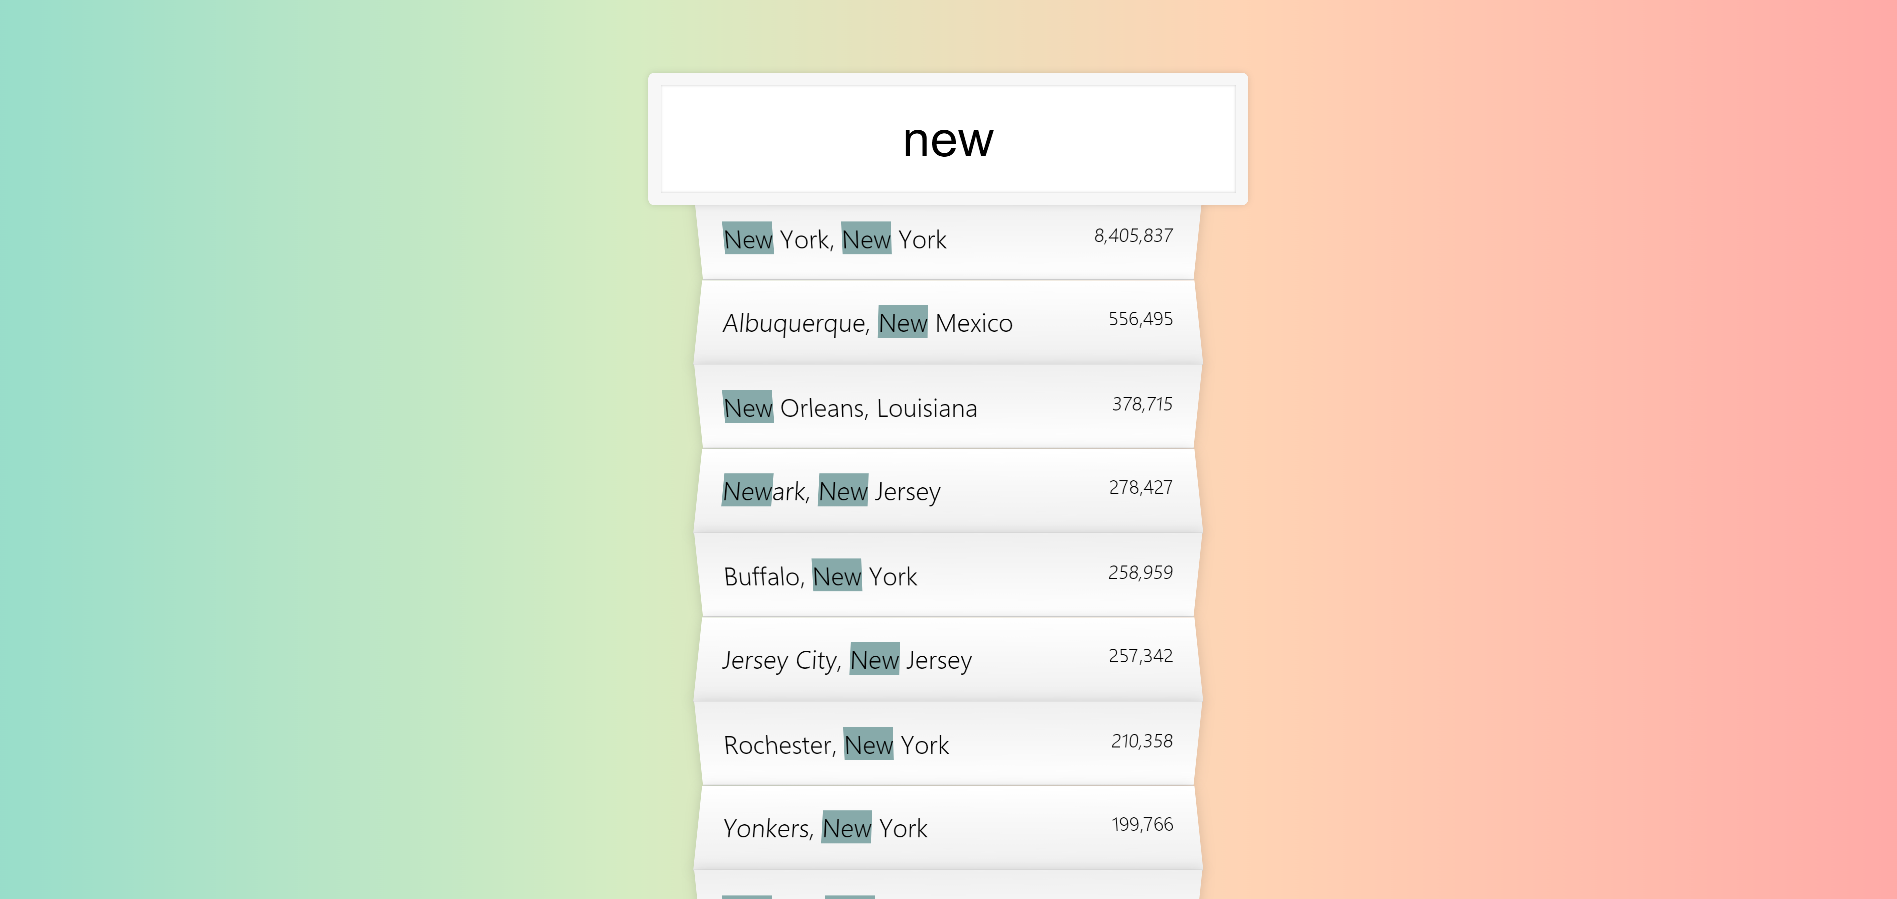 new
New York, New York 8,405,837
Albuquerque, New Mexico 556,495
New Orleans, Louisiana 378,715
Newark, New Jersey 278,427
Buffalo, New York 258,959
Jersey City, New Jersey 257,342
Rochester, New York 210,358
Yonkers, New York 199,766